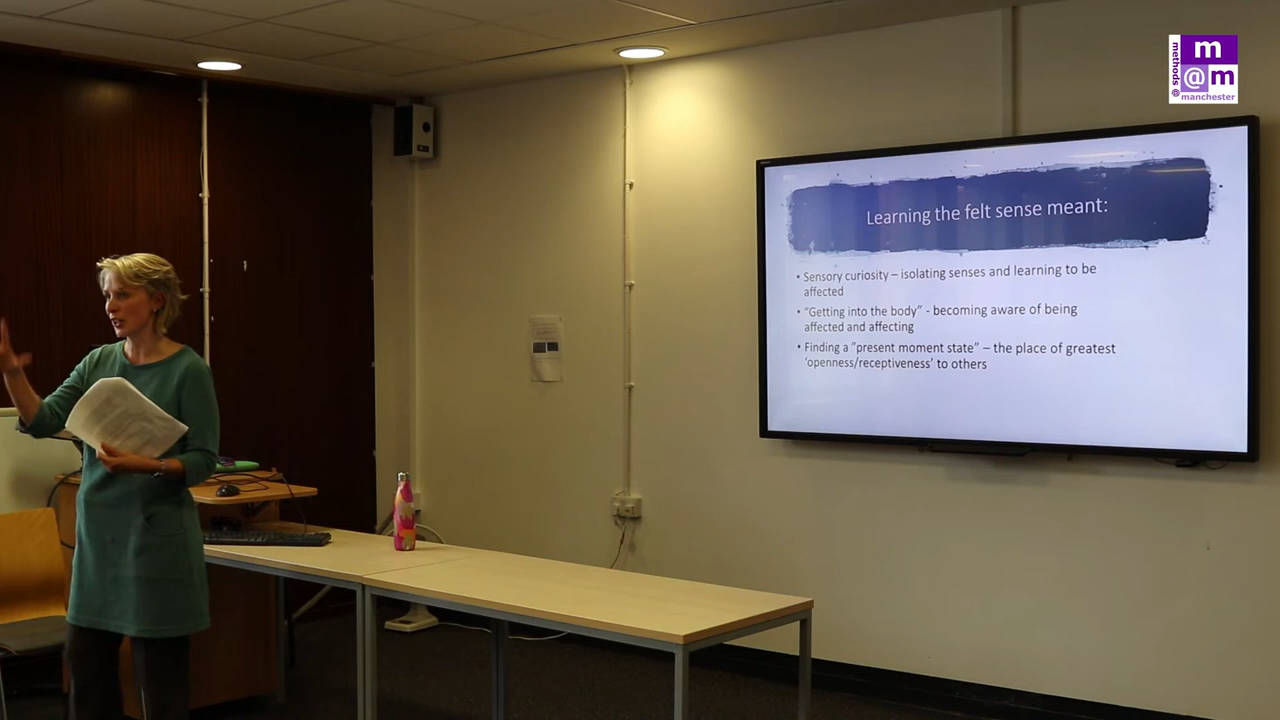 m
@m
methods @
manchester
Learning the felt sense meant:
• Sensory curiosity – isolating senses and learning to be
affected
• “Getting into the body” - becoming aware of being
affected and affecting
• Finding a “present moment state” – the place of greatest
‘openness/receptiveness’ to others